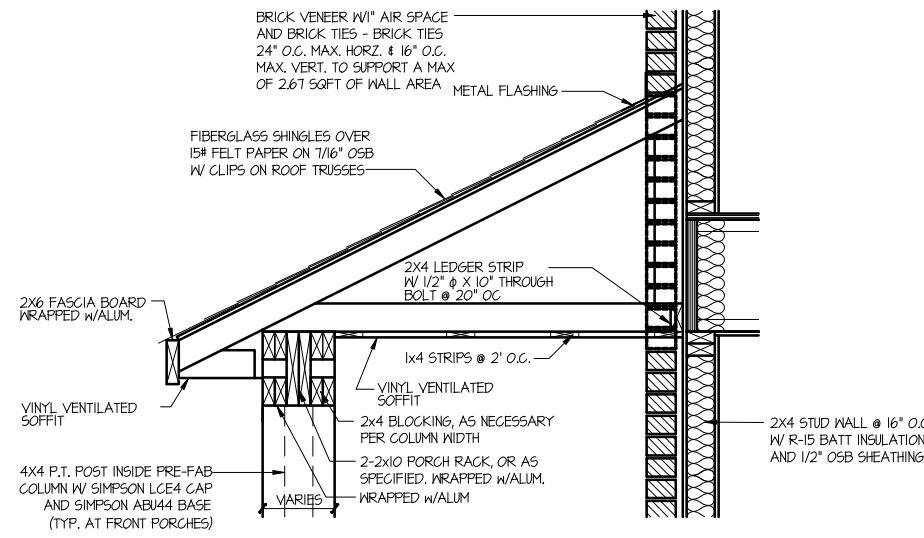 BRICK VENEER W/1" AIR SPACE
AND BRICK TIES - BRICK TIES
24" O.C. MAX. HORZ. & 16" O.C.
MAX. VERT. TO SUPPORT A MAX
OF 2.67 SQFT OF WALL AREA
METAL FLASHING
FIBERGLASS SHINGLES OVER
15# FELT PAPER ON 7/16" OSB
W/ CLIPS ON ROOF TRUSSES
2X4 LEDGER STRIP
W/ 1/2" ϕ X 10" THROUGH
BOLT @ 20" OC
2X6 FASCIA BOARD
WRAPPED W/ALUM.
1x4 STRIPS @ 2' O.C.
VINYL VENTILATED
SOFFIT
VINYL VENTILATED
SOFFIT
2x4 BLOCKING, AS NECESSARY
PER COLUMN WIDTH
2X4 STUD WALL @ 16" O.C
W/ R-15 BATT INSULATION
AND 1/2" OSB SHEATHING
2-2x10 PORCH RACK, OR AS
SPECIFIED. WRAPPED W/ALUM.
WRAPPED W/ALUM
4X4 P.T. POST INSIDE PRE-FAB
COLUMN W/ SIMPSON LCE4 CAP
AND SIMPSON ABU44 BASE
(TYP. AT FRONT PORCHES)
VARIES